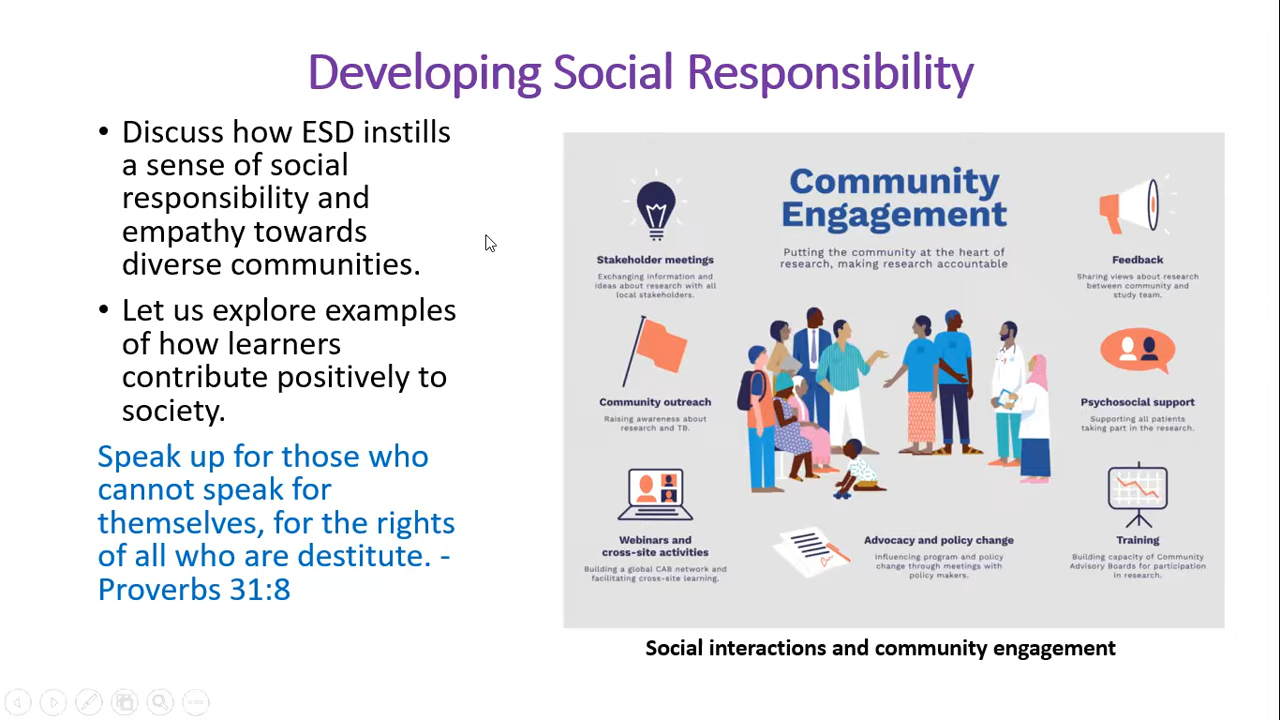 Developing Social Responsibility
• Discuss how ESD instills
a sense of social
responsibility and
empathy towards
diverse communities.
• Let us explore examples
of how learners
contribute positively to
society.
Speak up for those who
cannot speak for
themselves, for the rights
of all who are destitute. -
Proverbs 31:8
Community
Engagement
Putting the community at the heart of
research, making research accountable
Stakeholder meetings
Exchanging information and
ideas about research with all
local stakeholders.
Community outreach
Raising awareness about
research and TB.
Webinars and
cross-site activities
Building a global CAB network and
facilitating cross-site learning.
Advocacy and policy change
Influencing program and policy
change through meetings with
policy makers.
Feedback
Sharing views about research
between community and
study team.
Psychosocial support
Supporting all patients
taking part in the research.
Training
Building capacity of Community
Advisory Boards for participation
in research.
Social interactions and community engagement